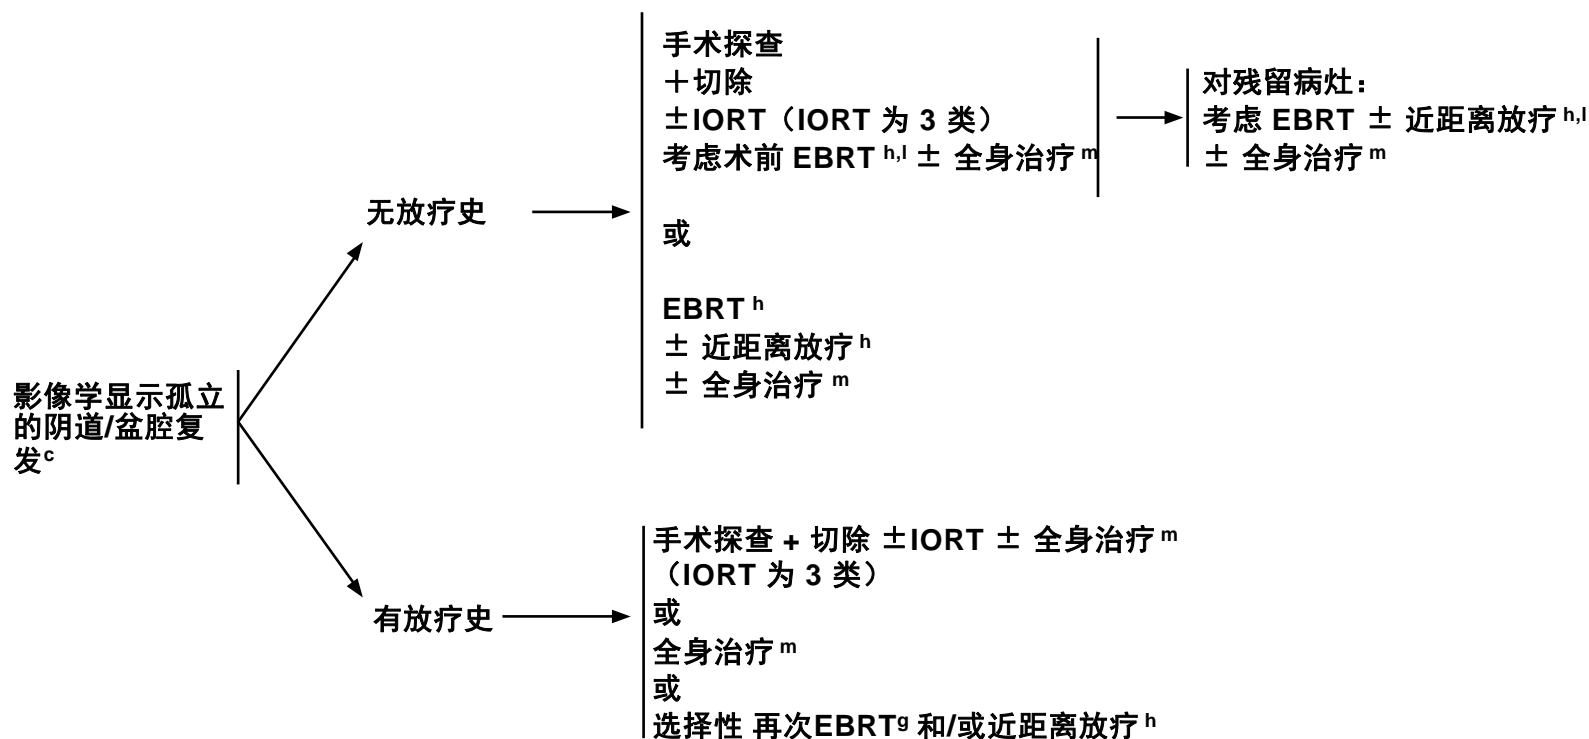 手术探查
＋切除
±IORT（IORT 为 3 类）
考虑术前 EBRT h,l ± 全身治疗 m
对残留病灶：
考虑 EBRT ± 近距离放疗 h,l
± 全身治疗 m
无放疗史
或
EBRT h
± 近距离放疗 h
± 全身治疗 m
影像学显示孤立
的阴道/盆腔复
发c
手术探查 + 切除 ±IORT ± 全身治疗 m
（IORT 为 3 类）
有放疗史
或
全身治疗 m
或
选择性 再次EBRTg 和/或近距离放疗 h